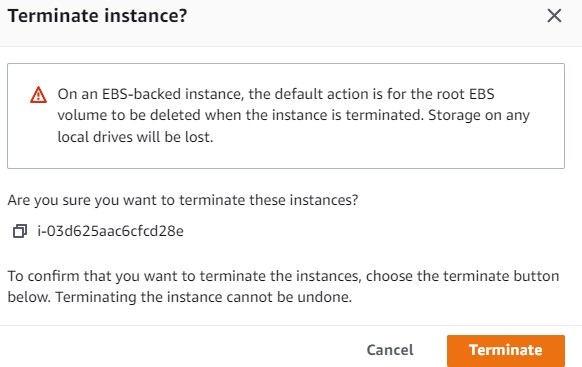 Terminate instance?
On an EBS-backed instance, the default action is for the root EBS
volume to be deleted when the instance is terminated. Storage on any
local drives will be lost.
Are you sure you want to terminate these instances?
i-03d625aac6cfcd28e
To confirm that you want to terminate the instances, choose the terminate button
below. Terminating the instance cannot be undone.
Cancel
Terminate